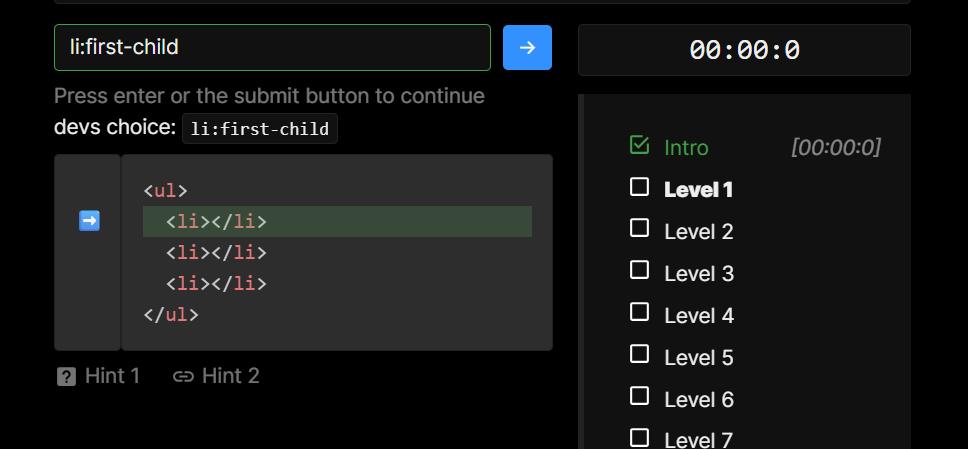 li:first-child
00:00:0
Press enter or the submit button to continue
devs choice: li:first-child
<ul>
<li></li>
<li></li>
<li></li>
</ul>
Hint 1 Hint 2
Intro [00:00:0]
Level 1
Level 2
Level 3
Level 4
Level 5
Level 6
Level 7